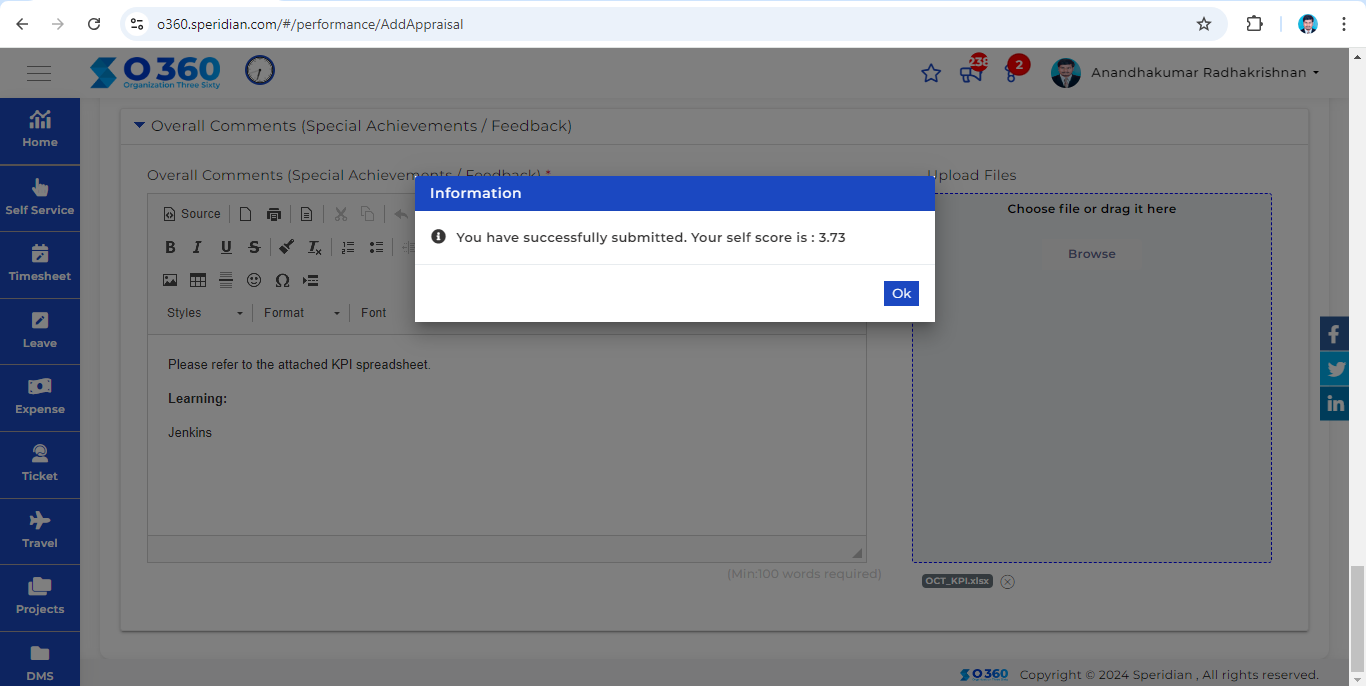 o360.speridian.com/#/performance/AddAppraisal
O 360
Organization Three Sixty
238
2
Anandhakumar Radhakrishnan
Home
Self Service
Timesheet
Leave
Expense
Ticket
Travel
Projects
DMS
Overall Comments (Special Achievements / Feedback)
Overall Comments (Special Achievements / Feedback) *
Upload Files
Information
You have successfully submitted. Your self score is : 3.73
Ok
Source
B I U S
Styles Format Font
Please refer to the attached KPI spreadsheet.
Learning:
Jenkins
(Min:100 words required)
Choose file or drag it here
Browse
OCT_KPI.xlsx
O 360 Copyright © 2024 Speridian , All rights reserved.